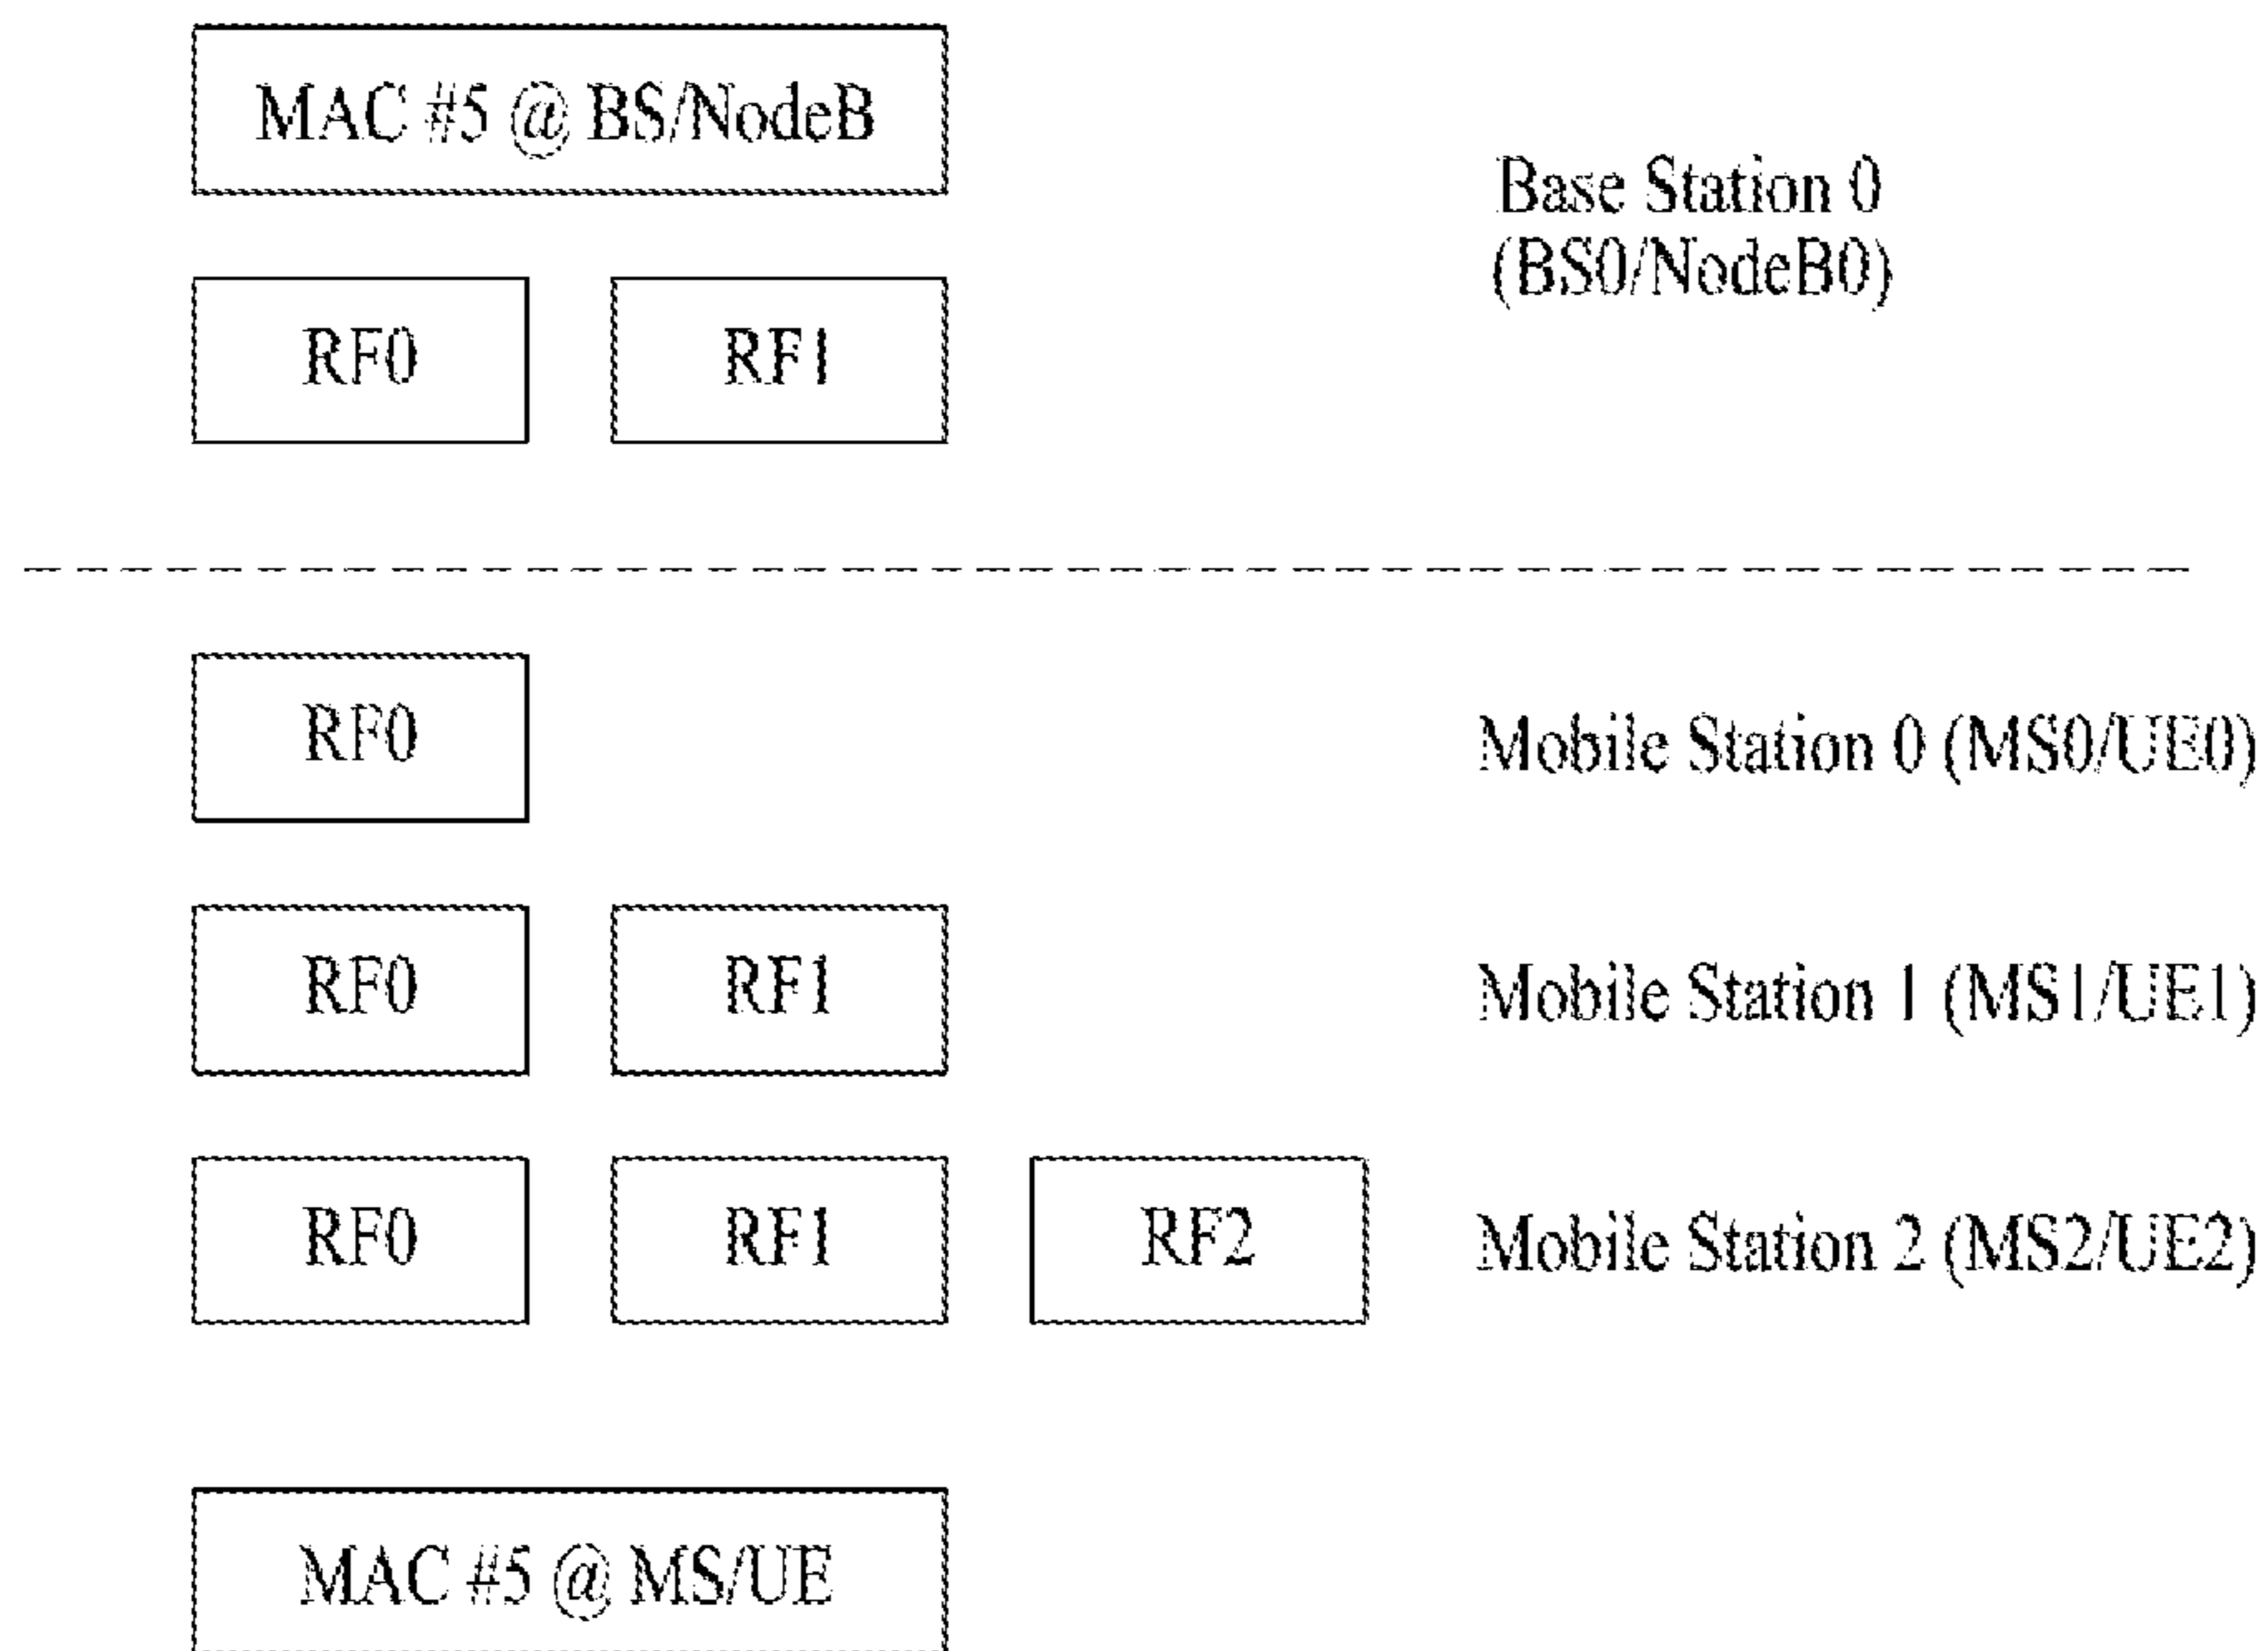 MAC #5 @ BS/NodeB
Base Station 0
(BS0/NodeB0)
RF0 RF1
RF0 Mobile Station 0 (MS0/UE0)
RF0 RF1 Mobile Station 1 (MS1/UE1)
RF0 RF1 RF2 Mobile Station 2 (MS2/UE2)
MAC #5 @ MS/UE